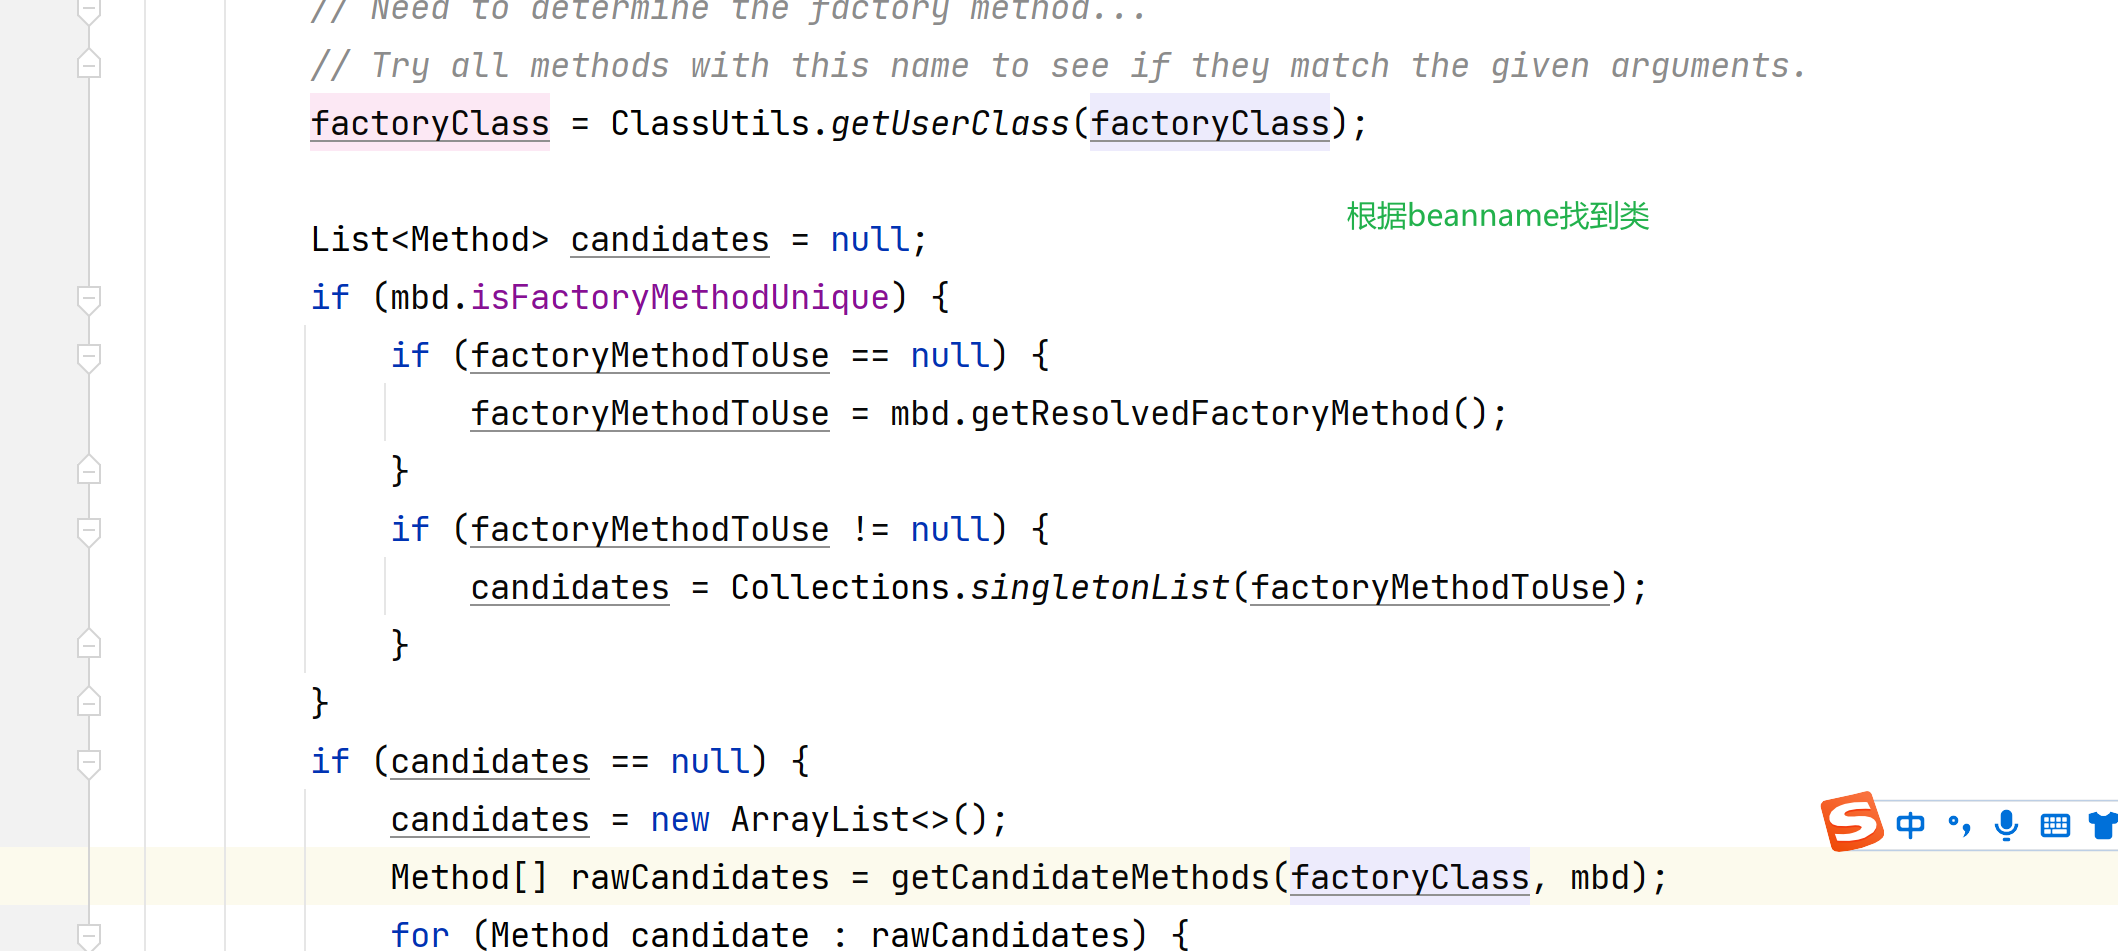 // Need to determine the factory method...
// Try all methods with this name to see if they match the given arguments.
factoryClass = ClassUtils.getUserClass(factoryClass);
根据beanname找到类
List<Method> candidates = null;
if (mbd.isFactoryMethodUnique) {
if (factoryMethodToUse == null) {
factoryMethodToUse = mbd.getResolvedFactoryMethod();
}
if (factoryMethodToUse != null) {
candidates = Collections.singletonList(factoryMethodToUse);
}
}
if (candidates == null) {
candidates = new ArrayList<>();
中
Method[] rawCandidates = getCandidateMethods(factoryClass, mbd);
for (Method candidate : rawCandidates) {